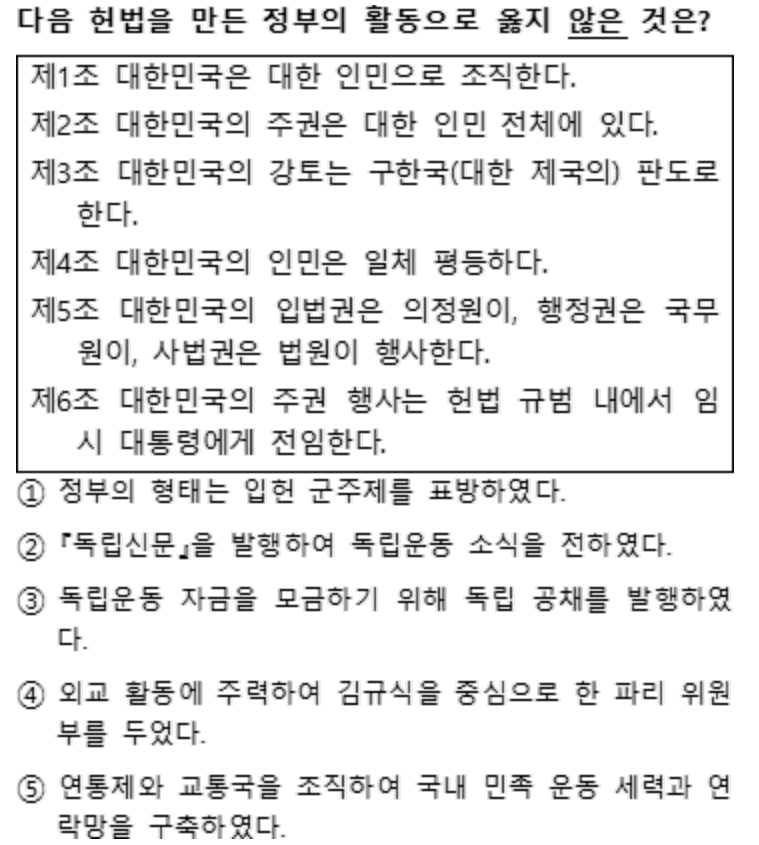 다음 헌법을 만든 정부의 활동으로 옳지 않은 것은?
제1조 대한민국은 대한 인민으로 조직한다.
제2조 대한민국의 주권은 대한 인민 전체에 있다.
제3조 대한민국의 강토는 구한국(대한 제국의) 판도로
한다.
제4조 대한민국의 인민은 일체 평등하다.
제5조 대한민국의 입법권은 의정원이, 행정권은 국무
원이, 사법권은 법원이 행사한다.
제6조 대한민국의 주권 행사는 헌법 규범 내에서 임
시 대통령에게 전임한다.
① 정부의 형태는 입헌 군주제를 표방하였다.
② 『독립신문』을 발행하여 독립운동 소식을 전하였다.
③ 독립운동 자금을 모금하기 위해 독립 공채를 발행하였
다.
④ 외교 활동에 주력하여 김규식을 중심으로 한 파리 위원
부를 두었다.
⑤ 연통제와 교통국을 조직하여 국내 민족 운동 세력과 연
락망을 구축하였다.